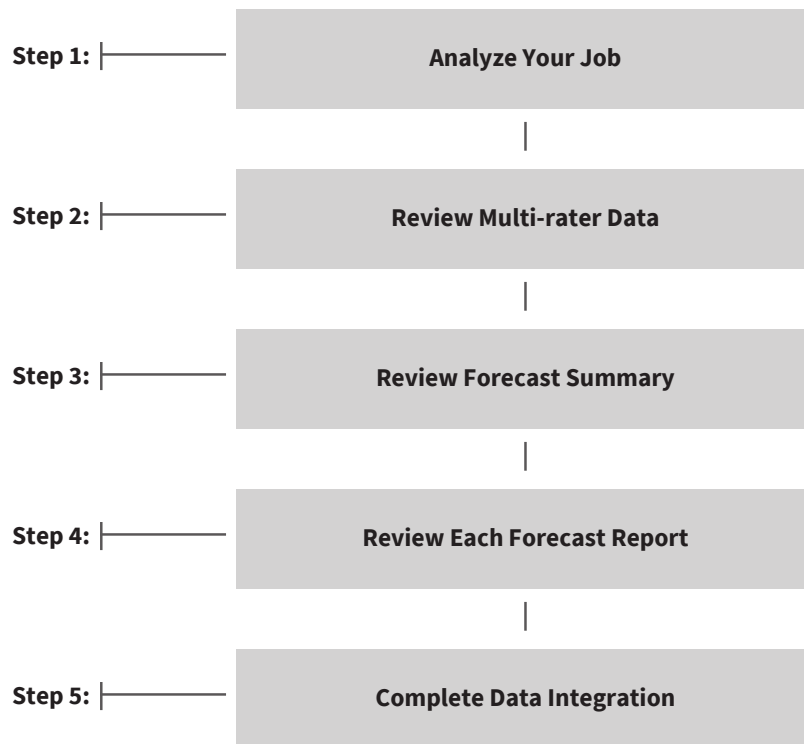 Step 1: Analyze Your Job
Step 2: Review Multi-rater Data
Step 3: Review Forecast Summary
Step 4: Review Each Forecast Report
Step 5: Complete Data Integration